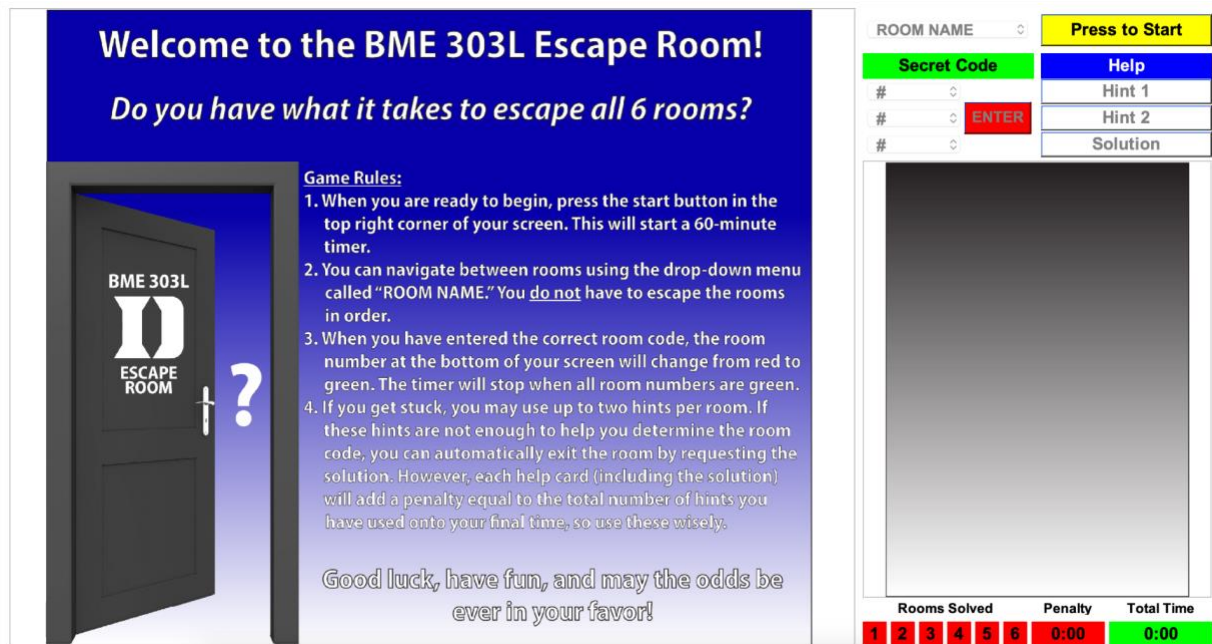 Welcome to the BME 303L Escape Room!
Do you have what it takes to escape all 6 rooms?
BME 303L
D
ESCAPE
ROOM
?
Game Rules:
1. When you are ready to begin, press the start button in the
top right corner of your screen. This will start a 60-minute
timer.
2. You can navigate between rooms using the drop-down menu
called “ROOM NAME.” You do not have to escape the rooms
in order.
3. When you have entered the correct room code, the room
number at the bottom of your screen will change from red to
green. The timer will stop when all room numbers are green.
4. If you get stuck, you may use up to two hints per room. If
these hints are not enough to help you determine the room
code, you can automatically exit the room by requesting the
solution. However, each help card (including the solution)
will add a penalty equal to the total number of hints you
have used onto your final time, so use these wisely.
Good luck, have fun, and may the odds be
ever in your favor!
ROOM NAME
Press to Start
Secret Code
Help
#
Hint 1
#
ENTER
Hint 2
#
Solution
Rooms Solved
Penalty
Total Time
1 2 3 4 5 6
0:00
0:00